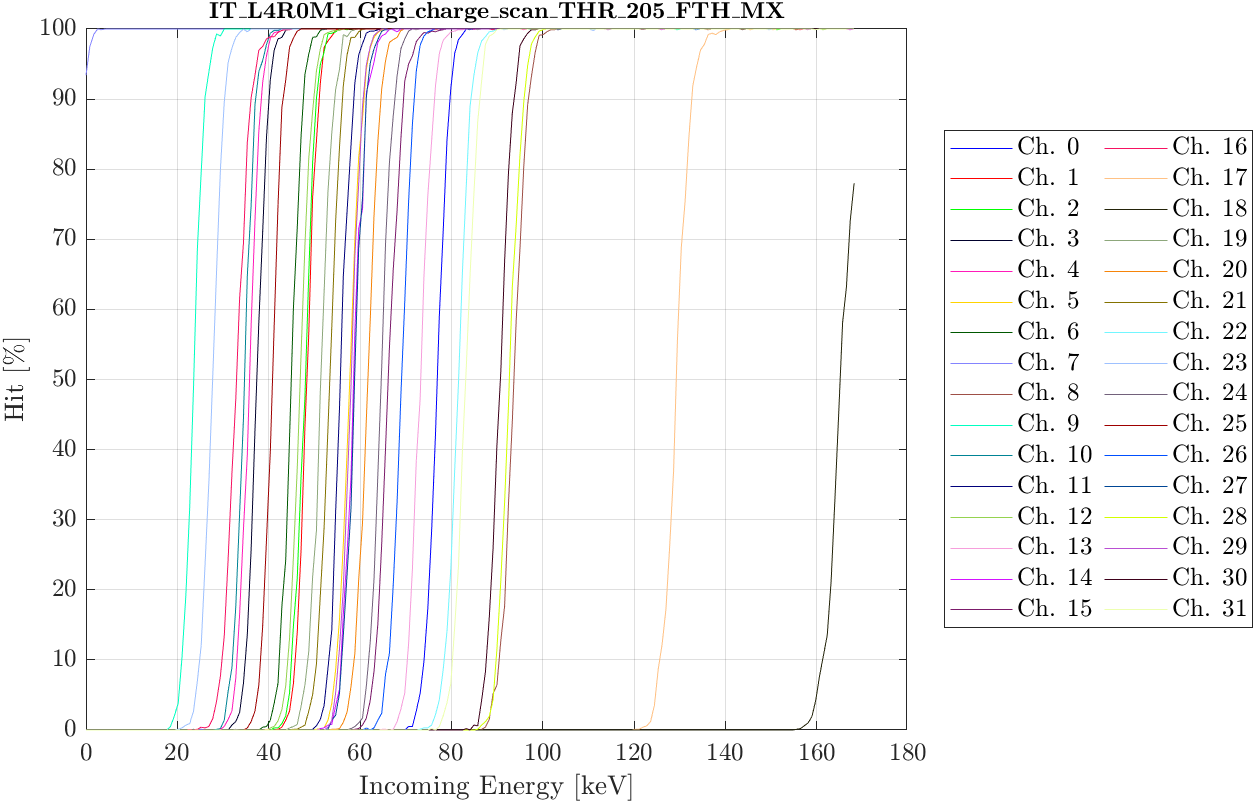 IT_L4R0M1_Gigi_charge_scan_THR_205_FTH_MX
100
90
80
70
60
50
40
30
20
10
0
Hit [%]
0 20 40 60 80 100 120 140 160 180
Incoming Energy [keV]
Ch. 0 Ch. 16
Ch. 1 Ch. 17
Ch. 2 Ch. 18
Ch. 3 Ch. 19
Ch. 4 Ch. 20
Ch. 5 Ch. 21
Ch. 6 Ch. 22
Ch. 7 Ch. 23
Ch. 8 Ch. 24
Ch. 9 Ch. 25
Ch. 10 Ch. 26
Ch. 11 Ch. 27
Ch. 12 Ch. 28
Ch. 13 Ch. 29
Ch. 14 Ch. 30
Ch. 15 Ch. 31